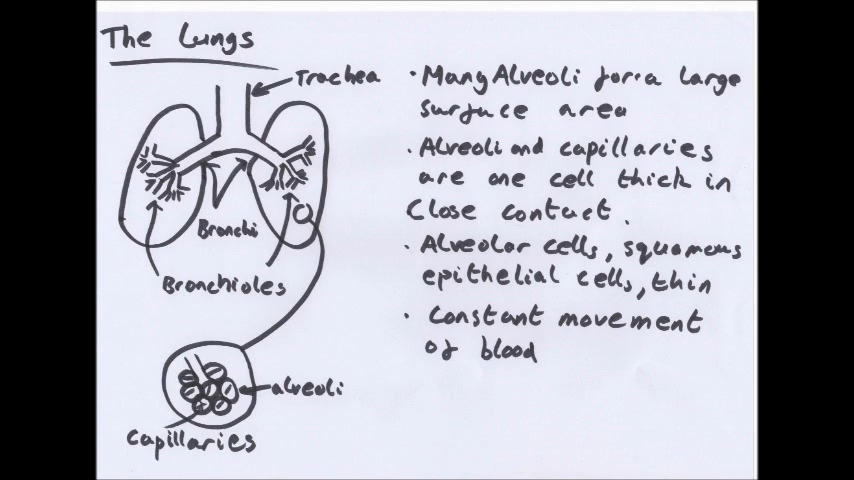 The Lungs
Trachea
Bronchi
Bronchioles
alveoli
Capillaries
· Many Alveoli for a large
surface area
· Alveoli and capillaries
are one cell thick in
Close contact.
· Alveolar cells, squamous
epithelial cells, thin
· Constant movement
of blood